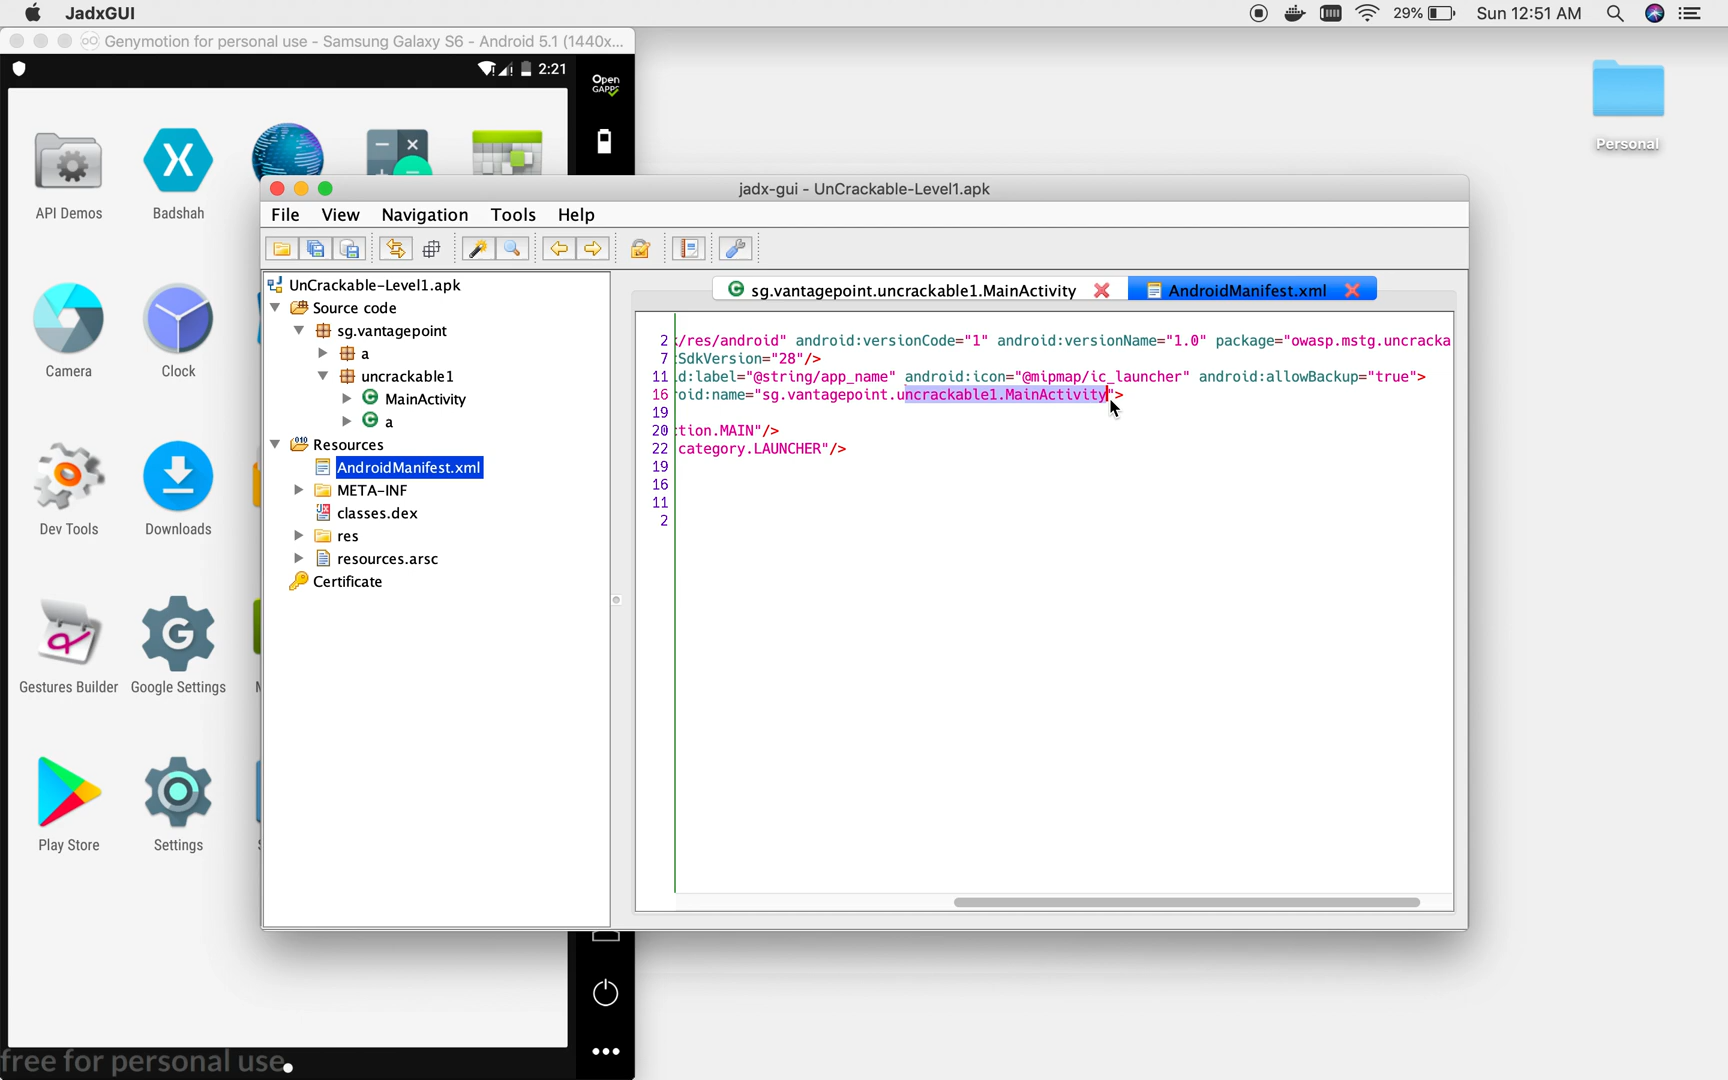 JadxGUI
29%
Sun 12:51 AM
Genymotion for personal use - Samsung Galaxy S6 - Android 5.1 (1440x...
2:21
Open
GAPPS
API Demos
Badshah
Camera
Clock
Dev Tools
Downloads
Gestures Builder
Google Settings
Play Store
Settings
free for personal use
Personal
jadx-gui - UnCrackable-Level1.apk
File View Navigation Tools Help
UnCrackable-Level1.apk
Source code
sg.vantagepoint
a
uncrackable1
MainActivity
a
Resources
AndroidManifest.xml
META-INF
classes.dex
res
resources.arsc
Certificate
sg.vantagepoint.uncrackable1.MainActivity
AndroidManifest.xml
2 /res/android" android:versionCode="1" android:versionName="1.0" package="owasp.mstg.uncracka
7 SdkVersion="28"/>
11 d:label="@string/app_name" android:icon="@mipmap/ic_launcher" android:allowBackup="true">
16 roid:name="sg.vantagepoint.uncrackable1.MainActivity">
19
20 tion.MAIN"/>
22 category.LAUNCHER"/>
19
16
11
2